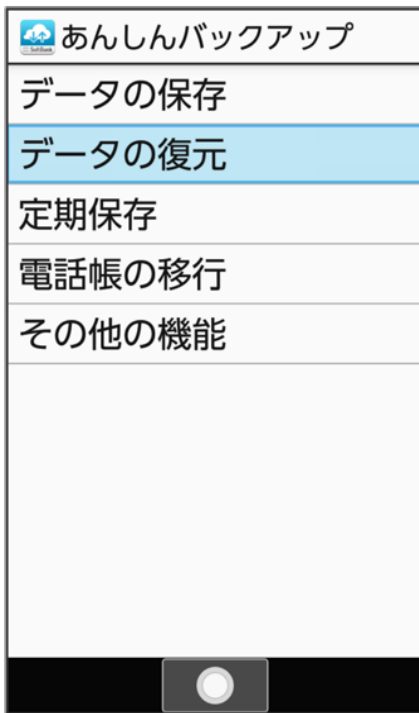 SoftBank
あんしんバックアップ
データの保存
データの復元
定期保存
電話帳の移行
その他の機能